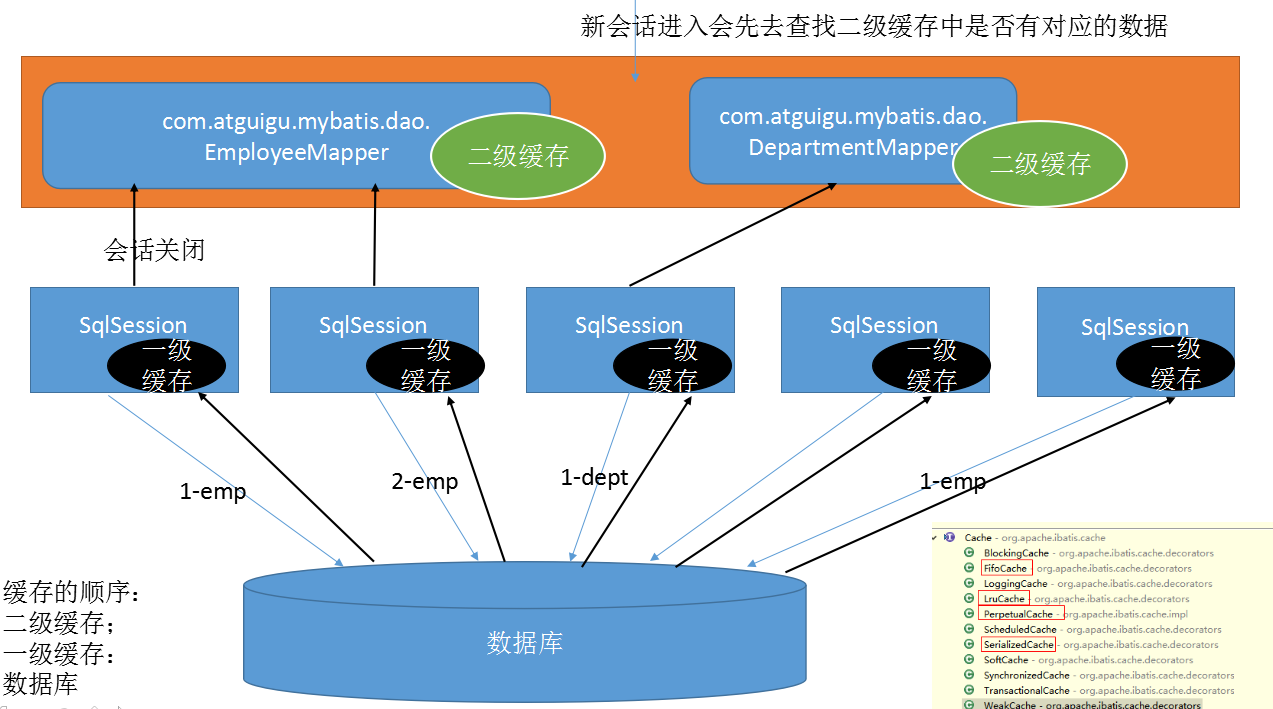 新会话进入会先去查找二级缓存中是否有对应的数据
com.atguigu.mybatis.dao.
EmployeeMapper
二级缓存
com.atguigu.mybatis.dao.
DepartmentMapper
二级缓存
会话关闭
SqlSession
一级
缓存
SqlSession
一级
缓存
SqlSession
一级
缓存
SqlSession
一级
缓存
SqlSession
一级
缓存
1-emp
2-emp
1-dept
1-emp
缓存的顺序：
二级缓存；
一级缓存：
数据库
数据库
Cache - org.apache.ibatis.cache
BlockingCache - org.apache.ibatis.cache.decorators
FifoCache - org.apache.ibatis.cache.decorators
LoggingCache - org.apache.ibatis.cache.decorators
LruCache - org.apache.ibatis.cache.decorators
PerpetualCache - org.apache.ibatis.cache.impl
ScheduledCache - org.apache.ibatis.cache.decorators
SerializedCache - org.apache.ibatis.cache.decorators
SoftCache - org.apache.ibatis.cache.decorators
SynchronizedCache - org.apache.ibatis.cache.decorators
TransactionalCache - org.apache.ibatis.cache.decorators
WeakCache - org.apache.ibatis.cache.decorators